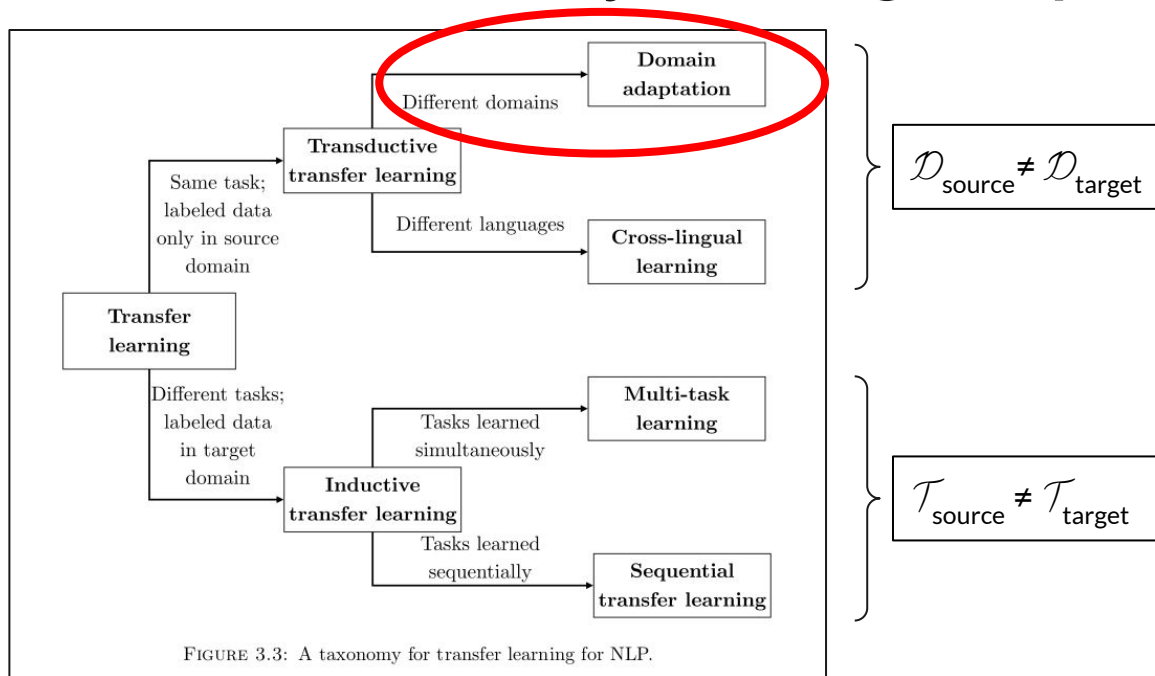 Domain
adaptation
Different domains
Transductive
transfer learning
Same task;
labeled data
only in source
domain
Different languages
Cross-lingual
learning
𝒟source ≠ 𝒟target
Transfer
learning
Different tasks;
labeled data
in target
domain
Multi-task
learning
Tasks learned
simultaneously
Inductive
transfer learning
Tasks learned
sequentially
Sequential
transfer learning
𝒯source ≠ 𝒯target
FIGURE 3.3: A taxonomy for transfer learning for NLP.